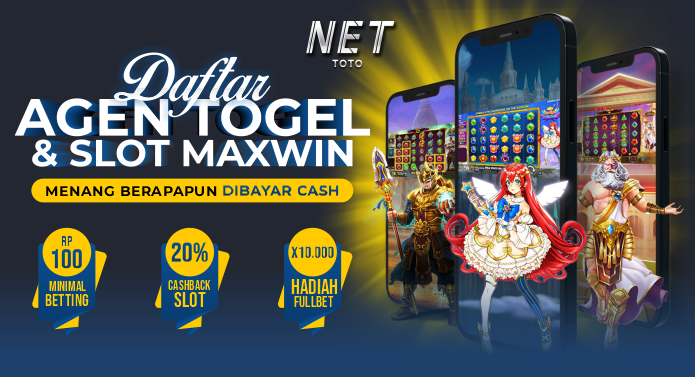 NET
TOTO
Daftar
AGEN TOGEL
& SLOT MAXWIN
MENANG BERAPAPUN DIBAYAR CASH
RP
100
MINIMAL
BETTING
20%
CASHBACK
SLOT
X10.000
HADIAH
FULLBET